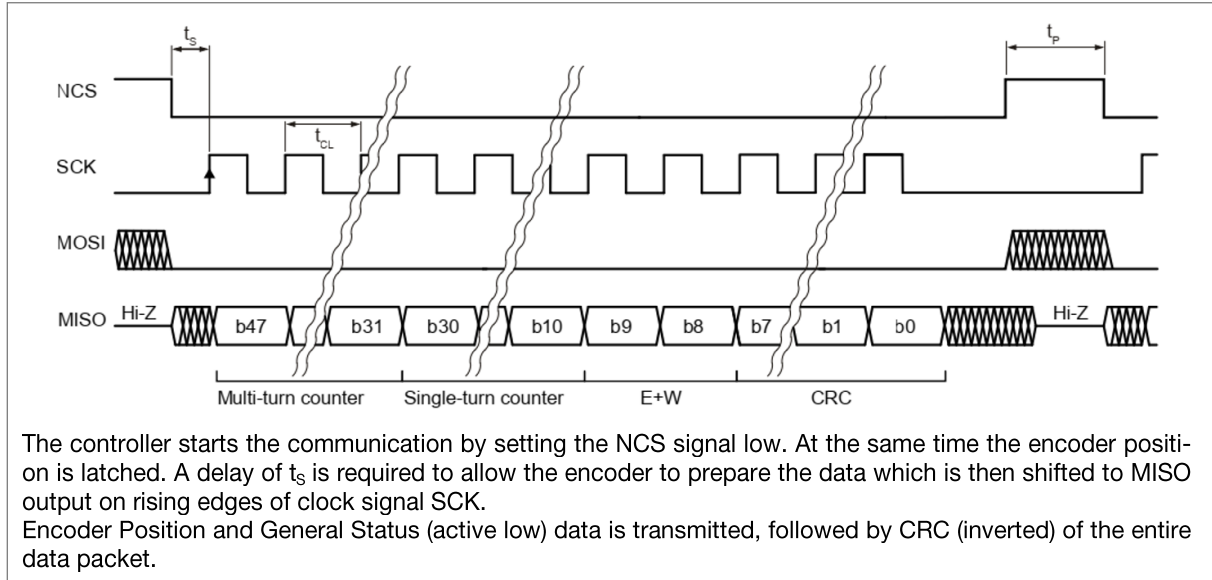 tS
tP
NCS
tCL
SCK
MOSI
MISO
Hi-Z
b47
b31
b30
b10
b9
b8
b7
b1
b0
Hi-Z
Multi-turn counter
Single-turn counter
E+W
CRC
The controller starts the communication by setting the NCS signal low. At the same time the encoder positi-
on is latched. A delay of tS is required to allow the encoder to prepare the data which is then shifted to MISO
output on rising edges of clock signal SCK.
Encoder Position and General Status (active low) data is transmitted, followed by CRC (inverted) of the entire
data packet.